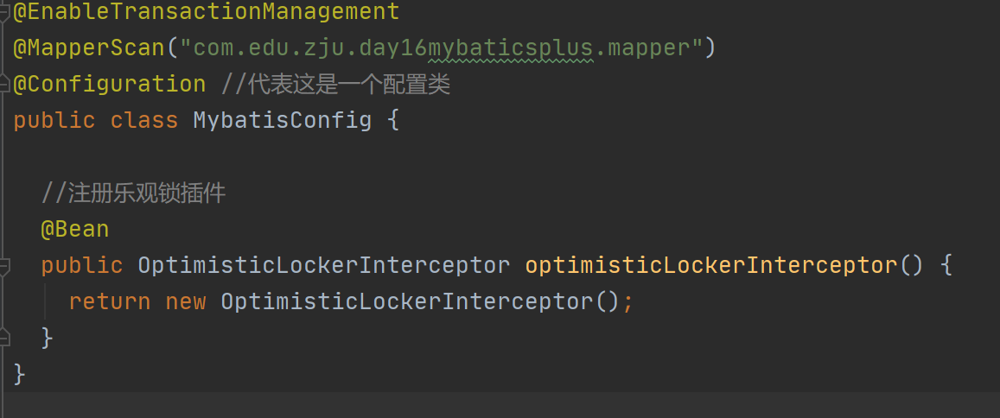 @EnableTransactionManagement
@MapperScan("com.edu.zju.day16mybaticsplus.mapper")
@Configuration //代表这是一个配置类
public class MybatisConfig {
//注册乐观锁插件
@Bean
public OptimisticLockerInterceptor optimisticLockerInterceptor() {
return new OptimisticLockerInterceptor();
}
}